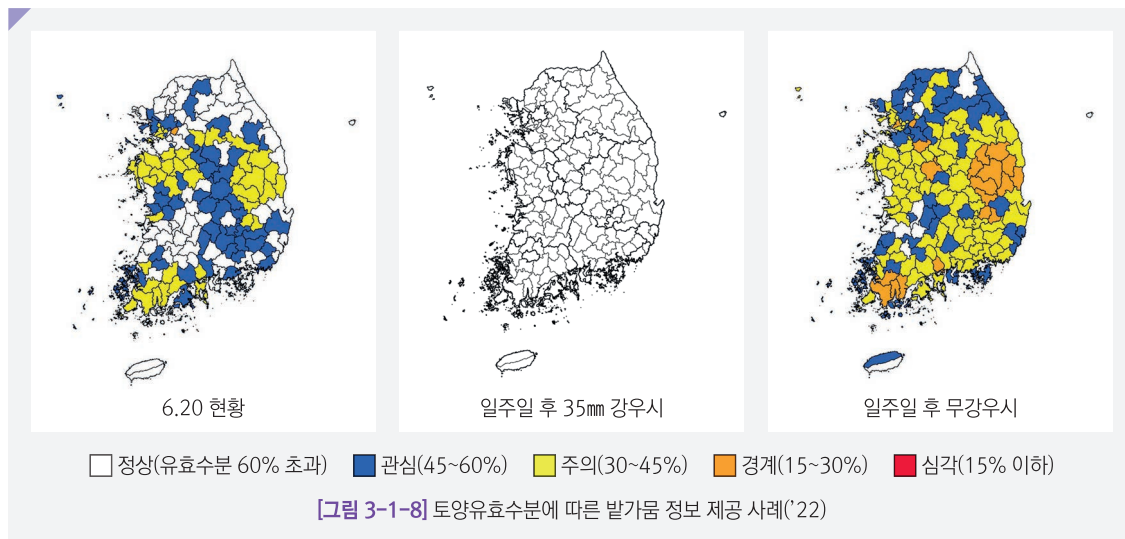 6.20 현황
일주일 후 35㎜ 강우시
일주일 후 무강우시
정상(유효수분 60% 초과) 관심(45~60%) 주의(30~45%) 경계(15~30%) 심각(15% 이하)
[그림 3-1-8] 토양유효수분에 따른 밭가뭄 정보 제공 사례(’22)